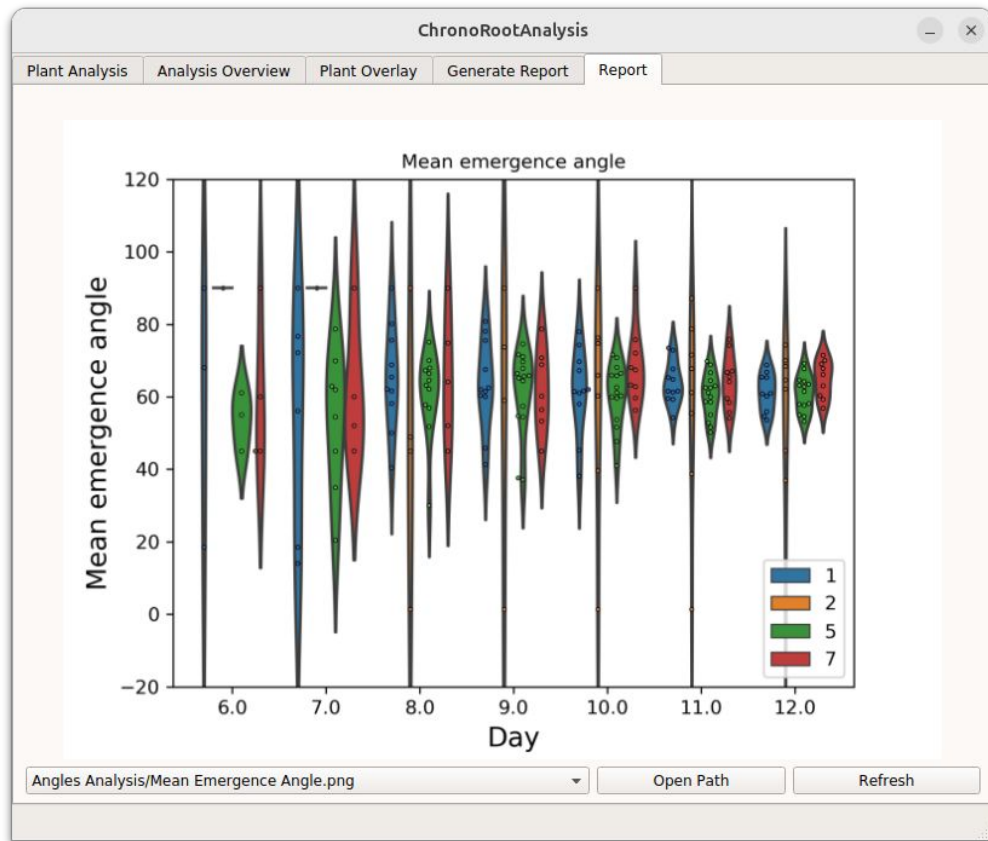 ChronoRootAnalysis
Plant Analysis
Analysis Overview
Plant Overlay
Generate Report
Report
Mean emergence angle
Mean emergence angle
120
100
80
60
40
20
0
−20
6.0 7.0 8.0 9.0 10.0 11.0 12.0
Day
1
2
5
7
Angles Analysis/Mean Emergence Angle.png
Open Path
Refresh